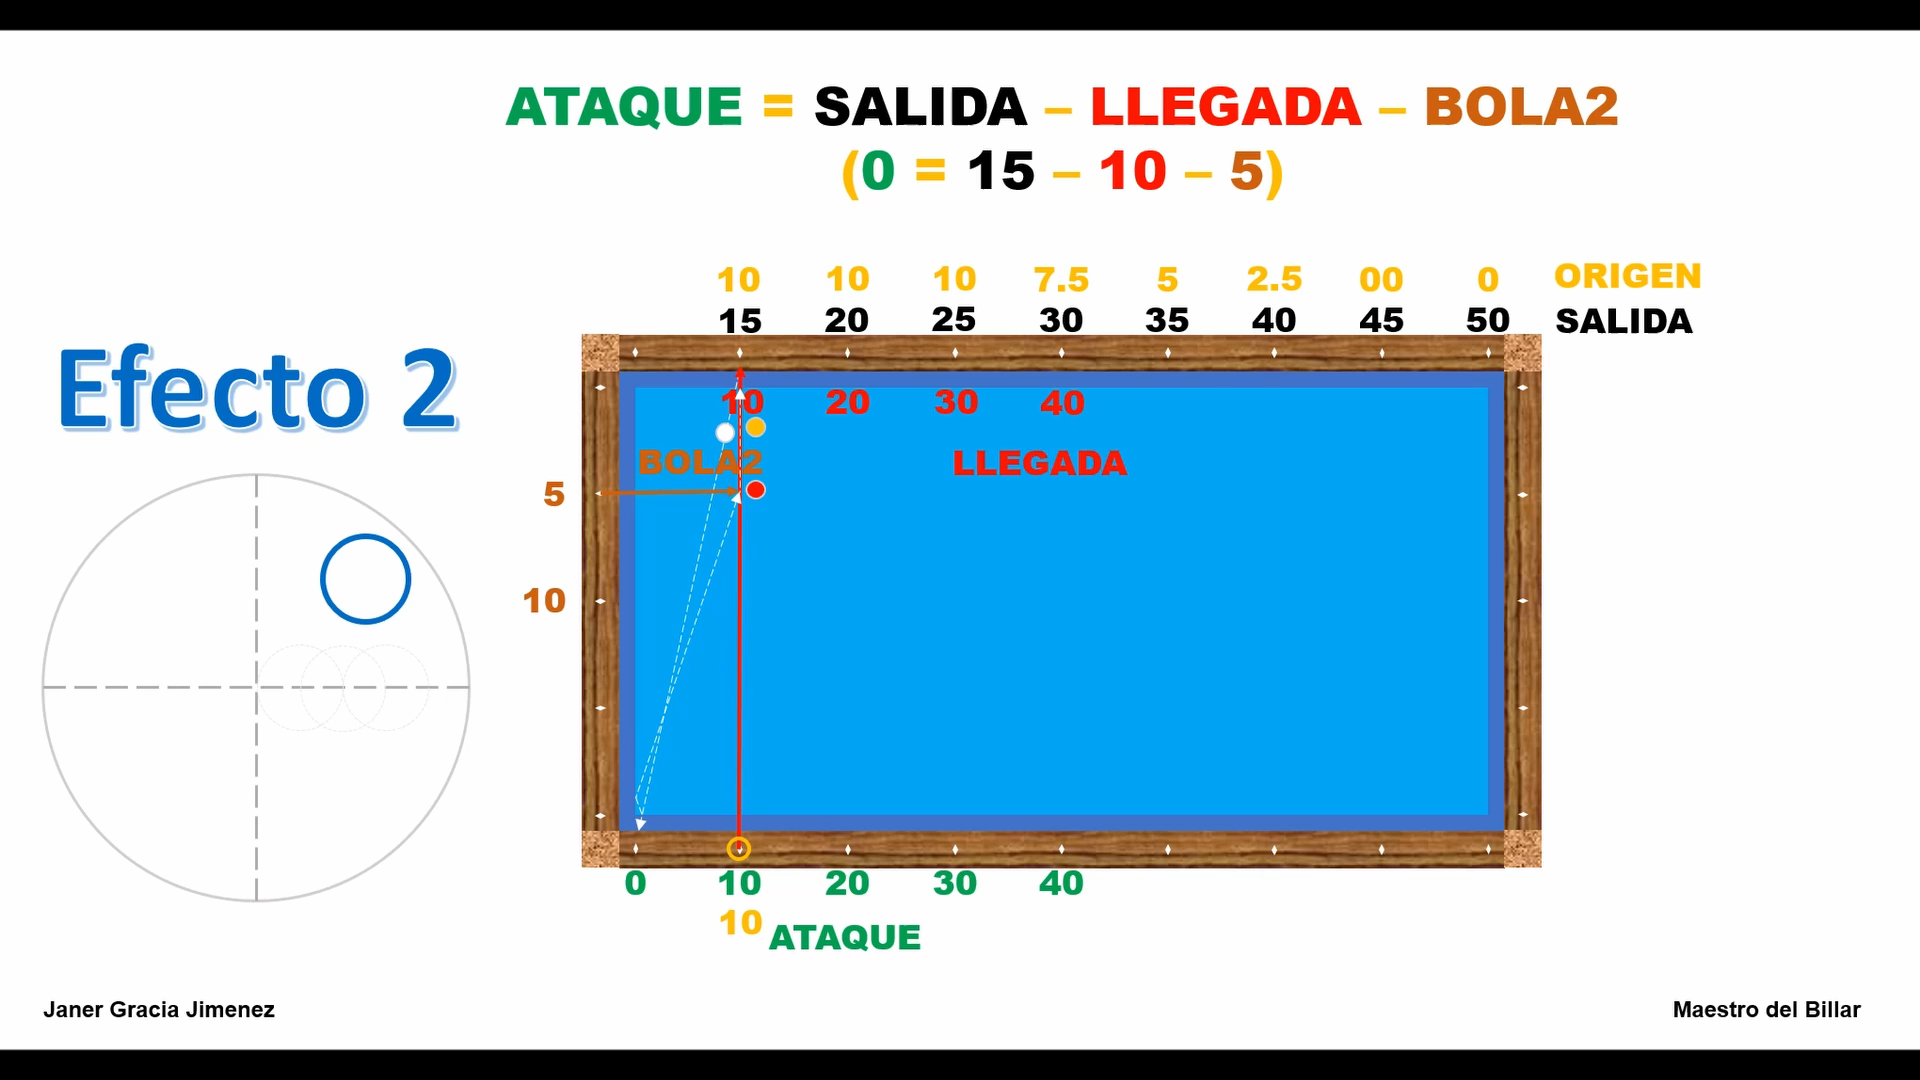 ATAQUE = SALIDA – LLEGADA – BOLA2
(0 = 15 – 10 – 5)
10 10 10 7.5 5 2.5 00 0 ORIGEN
15 20 25 30 35 40 45 50 SALIDA
Efecto 2
10 20 30 40
BOLA2 LLEGADA
5
10
0 10 20 30 40
10
ATAQUE
Janer Gracia Jimenez
Maestro del Billar